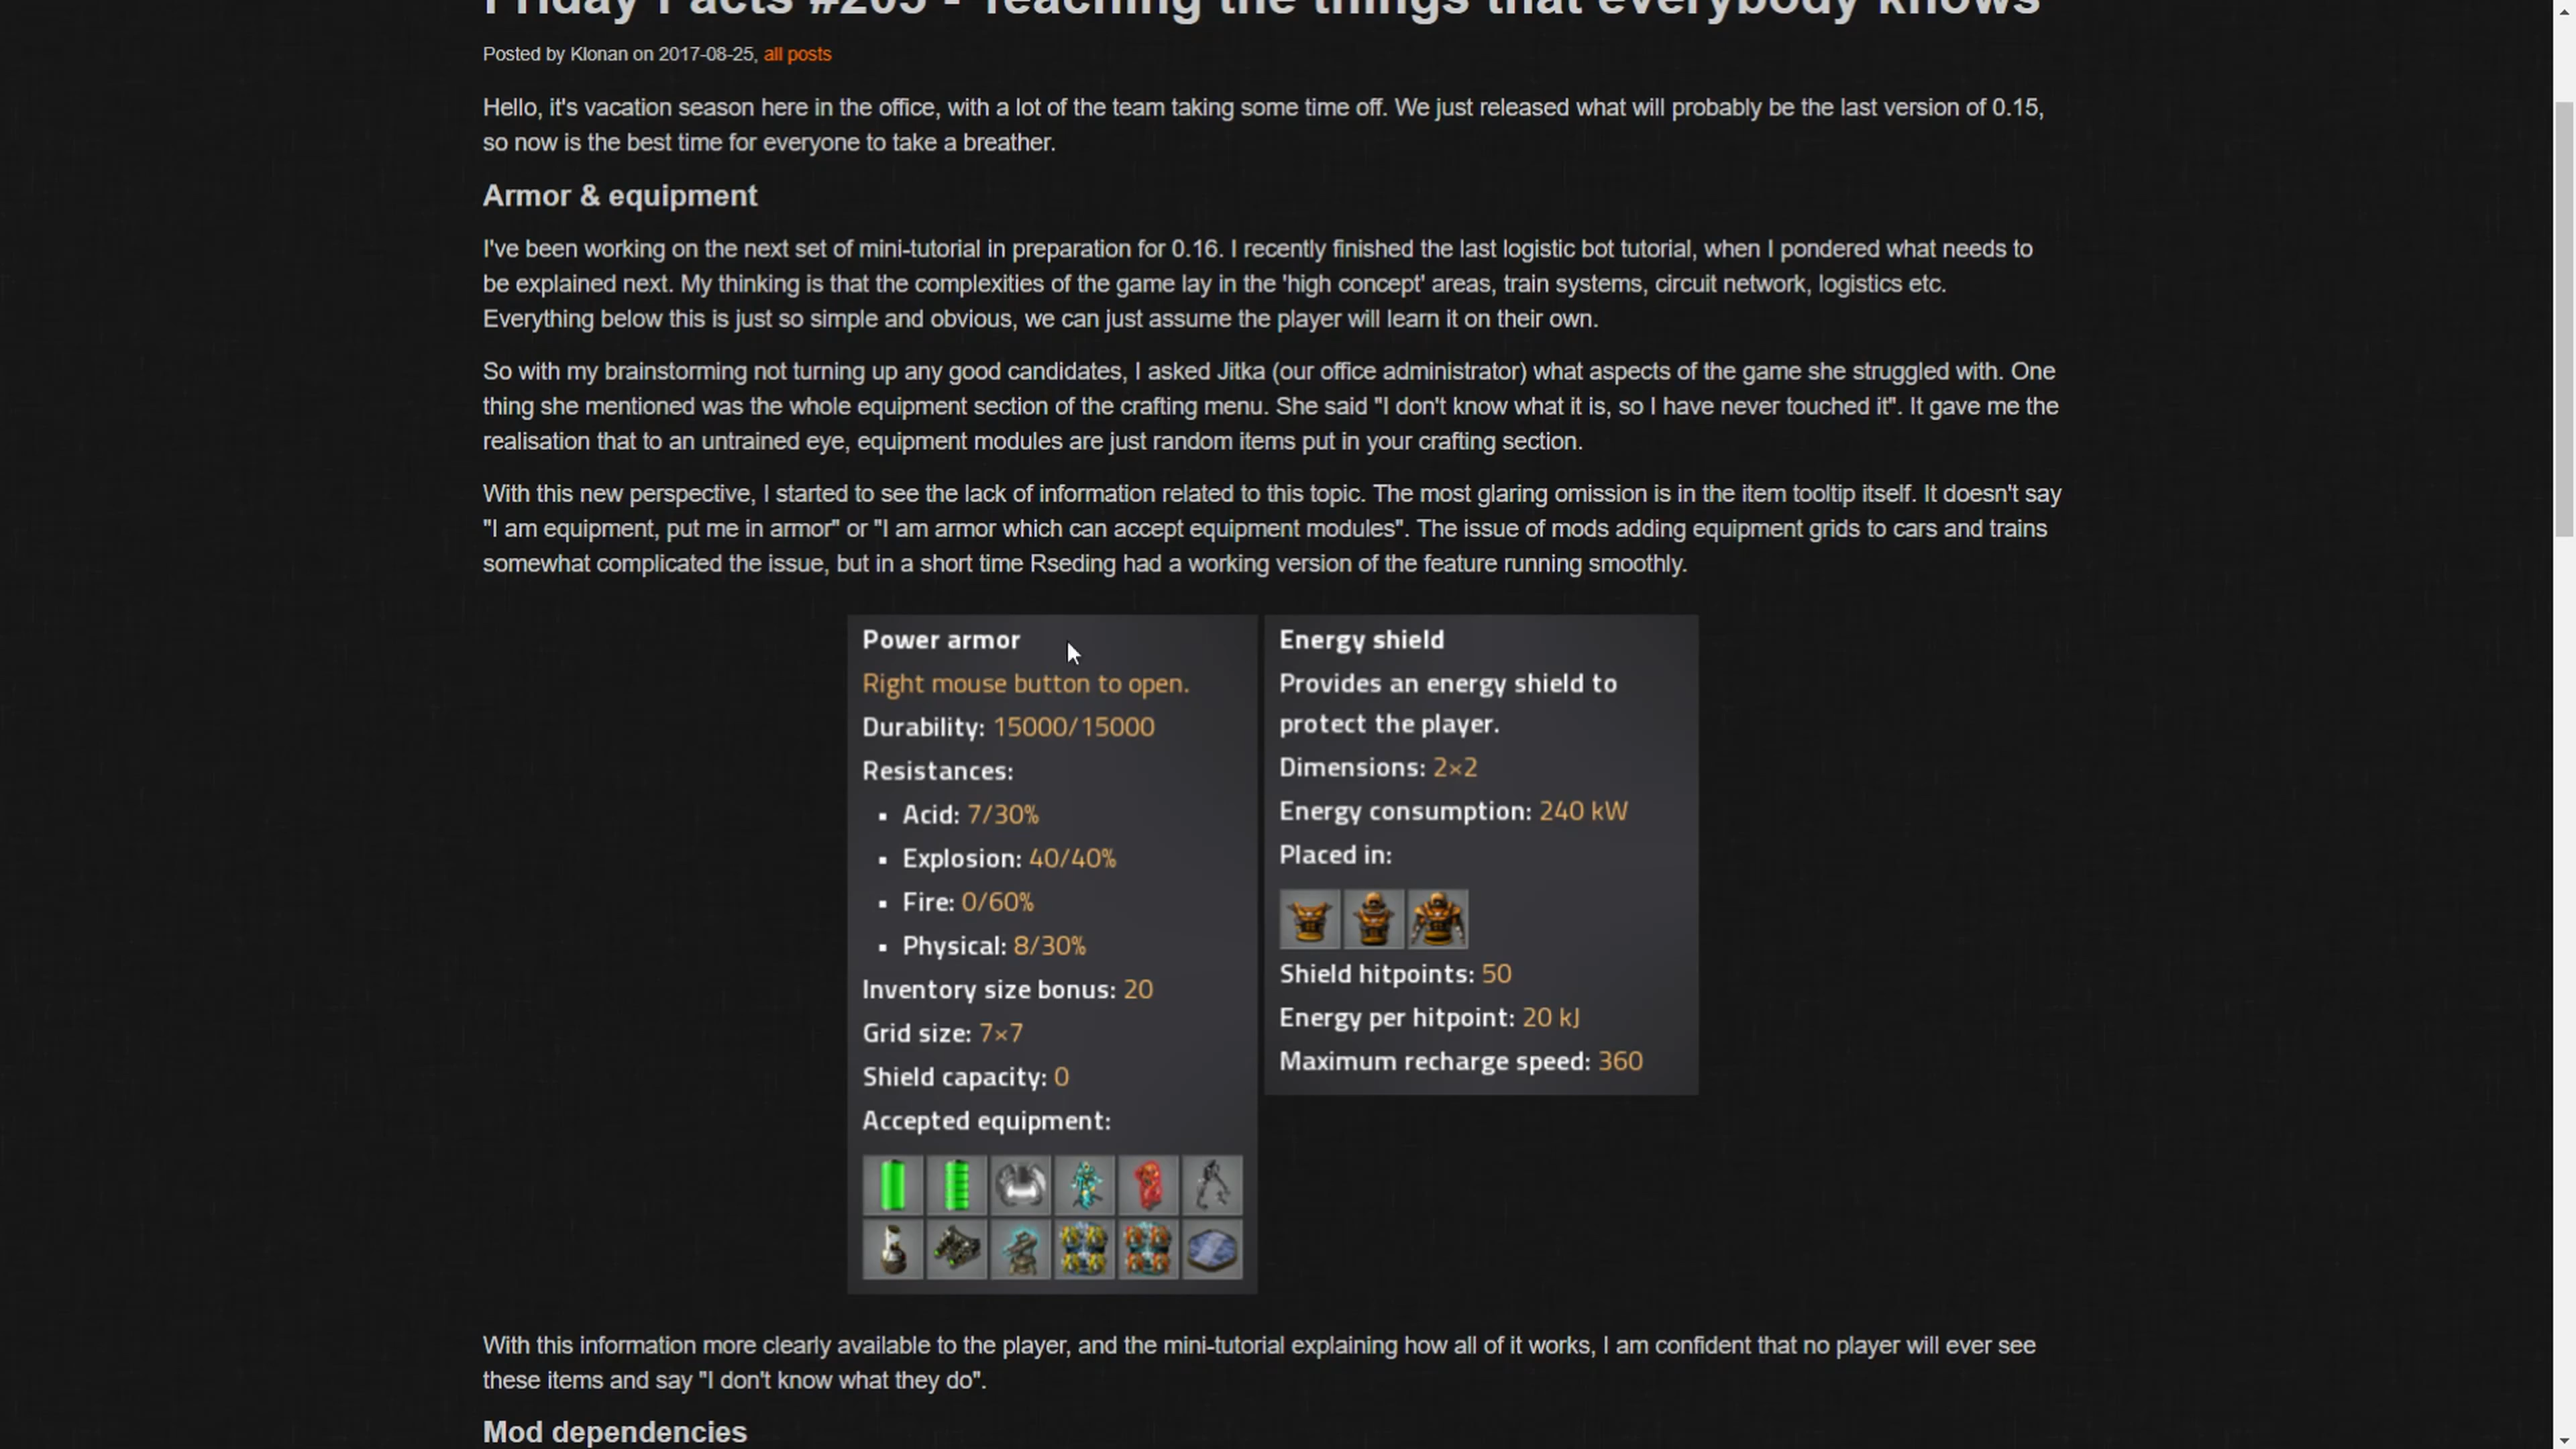 Friday Facts #205 - Teaching the things that everybody knows
Posted by Klonan on 2017-08-25, all posts
Hello, it's vacation season here in the office, with a lot of the team taking some time off. We just released what will probably be the last version of 0.15,
so now is the best time for everyone to take a breather.
Armor & equipment
I've been working on the next set of mini-tutorial in preparation for 0.16. I recently finished the last logistic bot tutorial, when I pondered what needs to
be explained next. My thinking is that the complexities of the game lay in the 'high concept' areas, train systems, circuit network, logistics etc.
Everything below this is just so simple and obvious, we can just assume the player will learn it on their own.
So with my brainstorming not turning up any good candidates, I asked Jitka (our office administrator) what aspects of the game she struggled with. One
thing she mentioned was the whole equipment section of the crafting menu. She said "I don't know what it is, so I have never touched it". It gave me the
realisation that to an untrained eye, equipment modules are just random items put in your crafting section.
With this new perspective, I started to see the lack of information related to this topic. The most glaring omission is in the item tooltip itself. It doesn't say
"I am equipment, put me in armor" or "I am armor which can accept equipment modules". The issue of mods adding equipment grids to cars and trains
somewhat complicated the issue, but in a short time Rseding had a working version of the feature running smoothly.
Power armor
Right mouse button to open.
Durability: 15000/15000
Resistances:
▪ Acid: 7/30%
▪ Explosion: 40/40%
▪ Fire: 0/60%
▪ Physical: 8/30%
Inventory size bonus: 20
Grid size: 7×7
Shield capacity: 0
Accepted equipment:
Energy shield
Provides an energy shield to
protect the player.
Dimensions: 2×2
Energy consumption: 240 kW
Placed in:
Shield hitpoints: 50
Energy per hitpoint: 20 kJ
Maximum recharge speed: 360
With this information more clearly available to the player, and the mini-tutorial explaining how all of it works, I am confident that no player will ever see
these items and say "I don't know what they do".
Mod dependencies